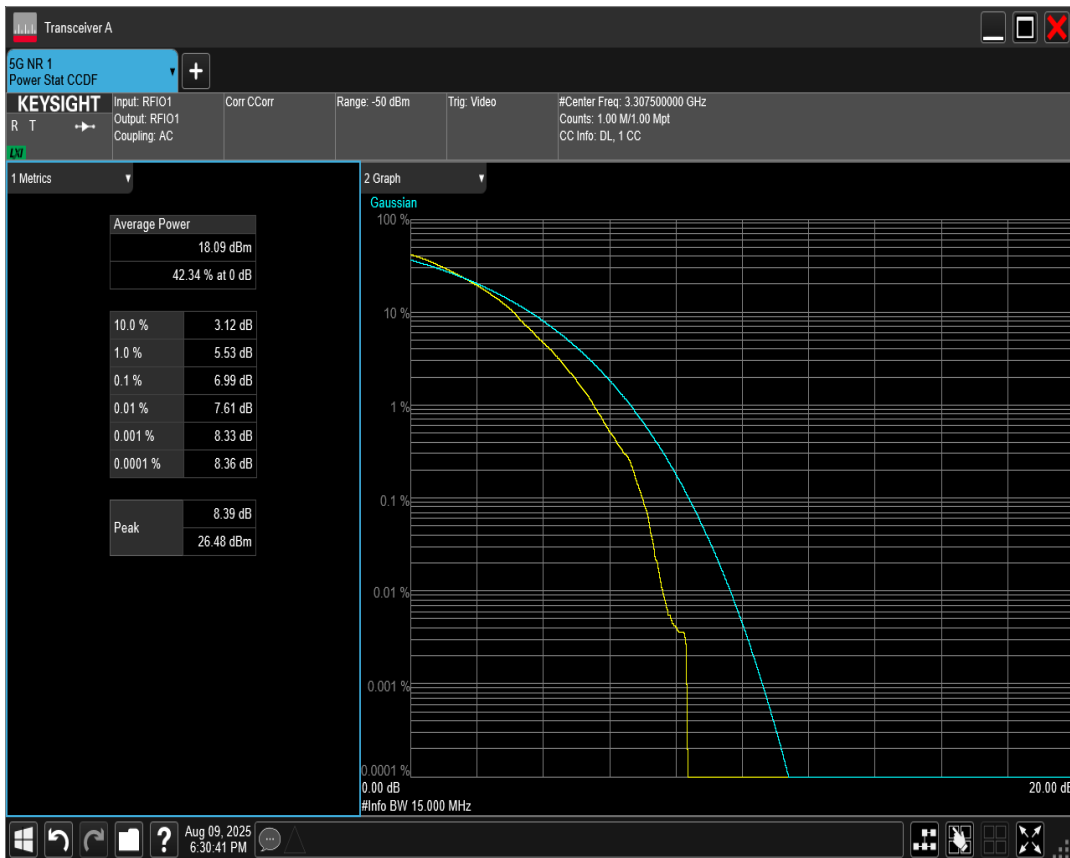 Transceiver A
5G NR 1
Power Stat CCDF
+
KEYSIGHT
R T
LXI
Input: RFIO1
Output: RFIO1
Coupling: AC
Corr CCorr
Range: -50 dBm
Trig: Video
#Center Freq: 3.307500000 GHz
Counts: 1.00 M/1.00 Mpt
CC Info: DL, 1 CC
1 Metrics
Average Power
18.09 dBm
42.34 % at 0 dB
10.0 % 3.12 dB
1.0 % 5.53 dB
0.1 % 6.99 dB
0.01 % 7.61 dB
0.001 % 8.33 dB
0.0001 % 8.36 dB
Peak
8.39 dB
26.48 dBm
2 Graph
Gaussian
100 %
10 %
1 %
0.1 %
0.01 %
0.001 %
0.0001 %
0.00 dB
20.00 dB
#Info BW 15.000 MHz
?
Aug 09, 2025
6:30:41 PM